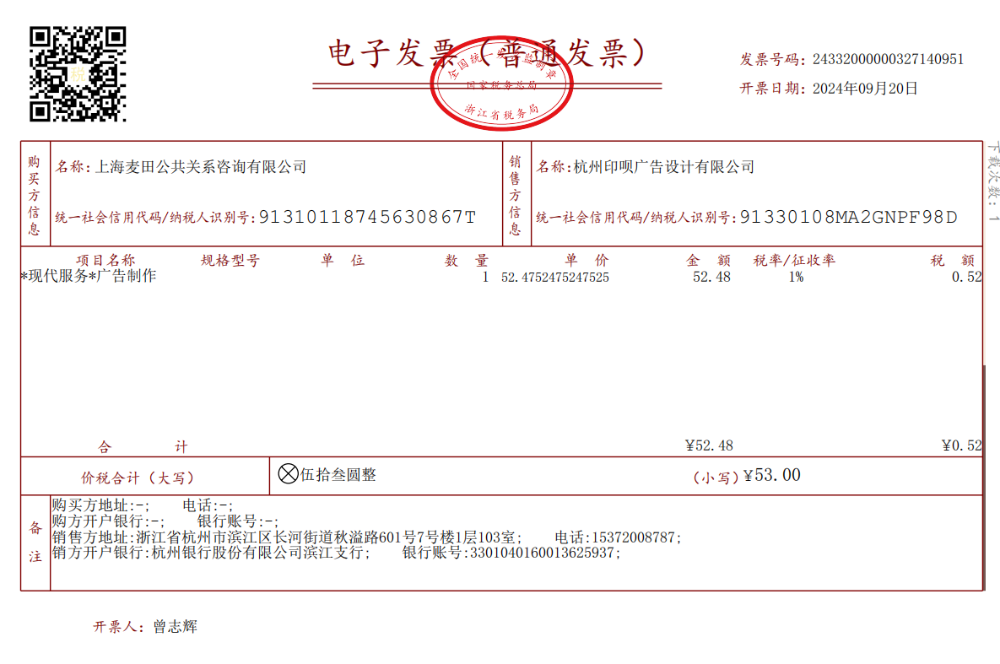 电子发票（普通发票）
全国统一发票监制章
国家税务总局
浙江省税务局
税
发票号码：24332000000327140951
开票日期：2024年09月20日
购买方信息
名称：上海麦田公共关系咨询有限公司
统一社会信用代码/纳税人识别号：91310118745630867T
销售方信息
名称：杭州印呗广告设计有限公司
统一社会信用代码/纳税人识别号：91330108MA2GNPF98D
下载次数：1
项目名称 规格型号 单位 数量 单价 金额 税率/征收率 税额
*现代服务*广告制作 1 52.4752475247525 52.48 1% 0.52
合计 ¥52.48 ¥0.52
价税合计（大写） ⊗伍拾叁圆整 （小写）¥53.00
备注
购买方地址:-; 电话:-;
购方开户银行:-; 银行账号:-;
销售方地址:浙江省杭州市滨江区长河街道秋溢路601号7号楼1层103室; 电话:15372008787;
销方开户银行:杭州银行股份有限公司滨江支行; 银行账号:3301040160013625937;
开票人：曾志辉